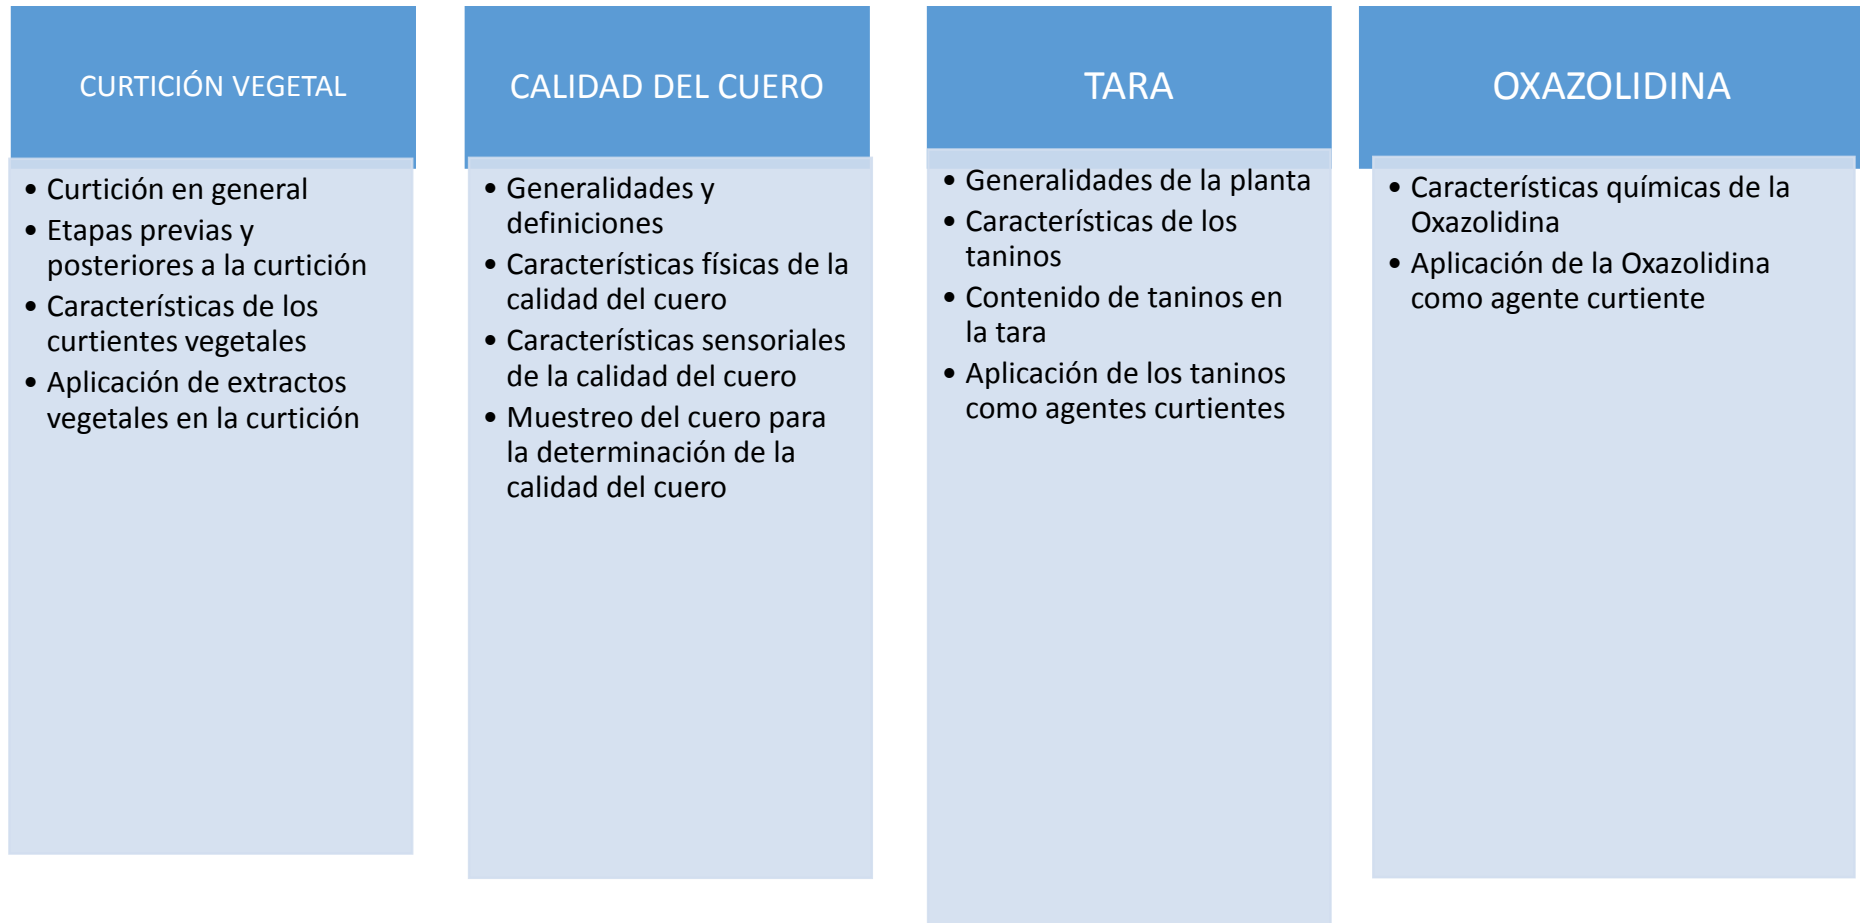 CURTICIÓN VEGETAL
• Curtición en general
• Etapas previas y
posteriores a la curtición
• Características de los
curtientes vegetales
• Aplicación de extractos
vegetales en la curtición
CALIDAD DEL CUERO
• Generalidades y
definiciones
• Características físicas de la
calidad del cuero
• Características sensoriales
de la calidad del cuero
• Muestreo del cuero para
la determinación de la
calidad del cuero
TARA
• Generalidades de la planta
• Características de los
taninos
• Contenido de taninos en
la tara
• Aplicación de los taninos
como agentes curtientes
OXAZOLIDINA
• Características químicas de la
Oxazolidina
• Aplicación de la Oxazolidina
como agente curtiente